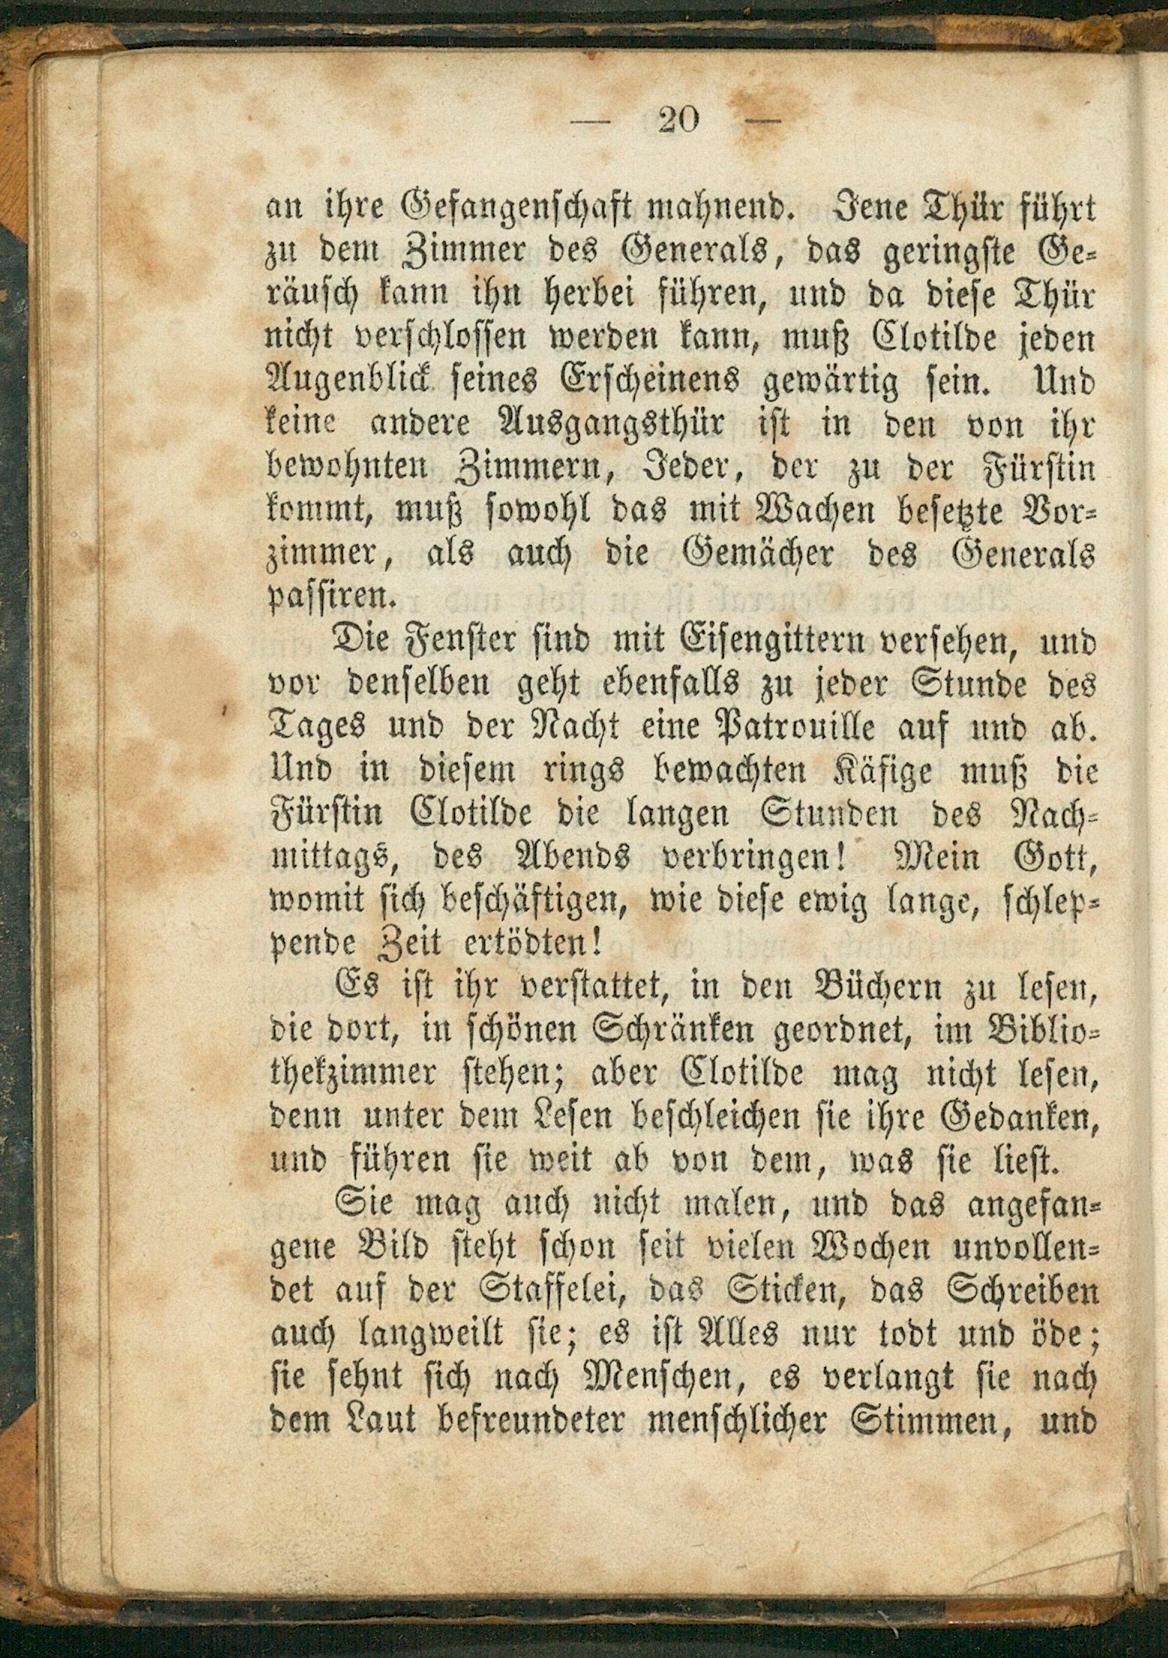 — 20 —
an ihre Gefangenschaft mahnend. Jene Thür führt
zu dem Zimmer des Generals, das geringste Ge-
räusch kann ihn herbei führen, und da diese Thür
nicht verschlossen werden kann, muß Clotilde jeden
Augenblick seines Erscheinens gewärtig sein. Und
keine andere Ausgangsthür ist in den von ihr
bewohnten Zimmern, Jeder, der zu der Fürstin
kommt, muß sowohl das mit Wachen besetzte Vor-
zimmer, als auch die Gemächer des Generals
passiren.
Die Fenster sind mit Eisengittern versehen, und
vor denselben geht ebenfalls zu jeder Stunde des
Tages und der Nacht eine Patrouille auf und ab.
Und in diesem rings bewachten Käfige muß die
Fürstin Clotilde die langen Stunden des Nach-
mittags, des Abends verbringen! Mein Gott,
womit sich beschäftigen, wie diese ewig lange, schlep-
pende Zeit ertödten!
Es ist ihr verstattet, in den Büchern zu lesen,
die dort, in schönen Schränken geordnet, im Biblio-
thekzimmer stehen; aber Clotilde mag nicht lesen,
denn unter dem Lesen beschleichen sie ihre Gedanken,
und führen sie weit ab von dem, was sie liest.
Sie mag auch nicht malen, und das angefan-
gene Bild steht schon seit vielen Wochen unvollen-
det auf der Staffelei, das Sticken, das Schreiben
auch langweilt sie; es ist Alles nur todt und öde;
sie sehnt sich nach Menschen, es verlangt sie nach
dem Laut befreundeter menschlicher Stimmen, und